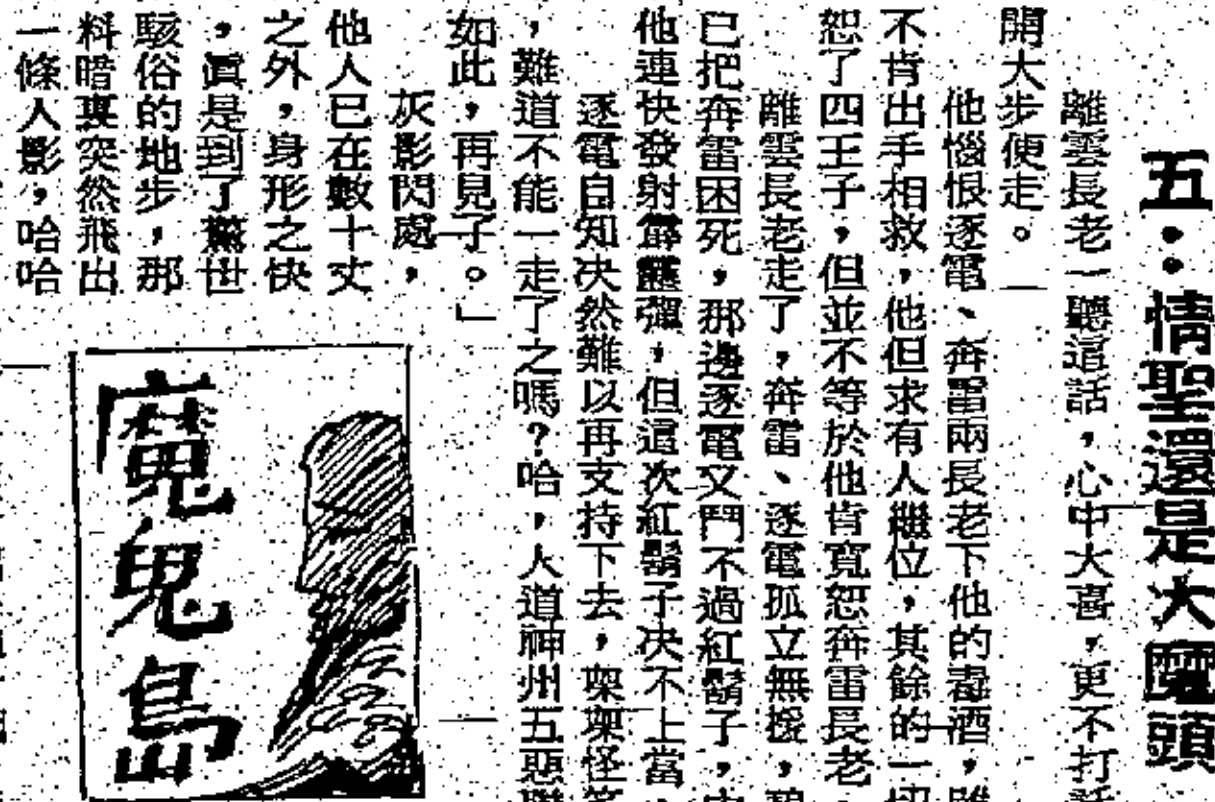 五：情聖還是大魔頭
離雲長老一聽這話，心中大喜，更不打話
開大步便走。
他惱恨逐電、奔雷兩長老下他的毒酒，雖
不肯出手相救，他但求有人繼位，其餘的一切
恕了四王子，但並不等於他肯寬恕奔雷長老、
離雲長老走了，奔雷、逐電孤立無援，碧
已把奔雷困死，那邊逐電又鬥不過紅鬍子，
他連快發射霹靂彈，但這次紅鬍子决不上當、
逐電自知决然難以再支持下去，桀桀怪笑
，難道不能一走了之嗎？哈，人道神州五惡
如此，再見了。」
灰影閃處，
他人已在數十丈
之外，身形之快
，眞是到了驚世
駭俗的地步，那
料暗裏突然飛出
一條人影，哈哈
魔鬼島